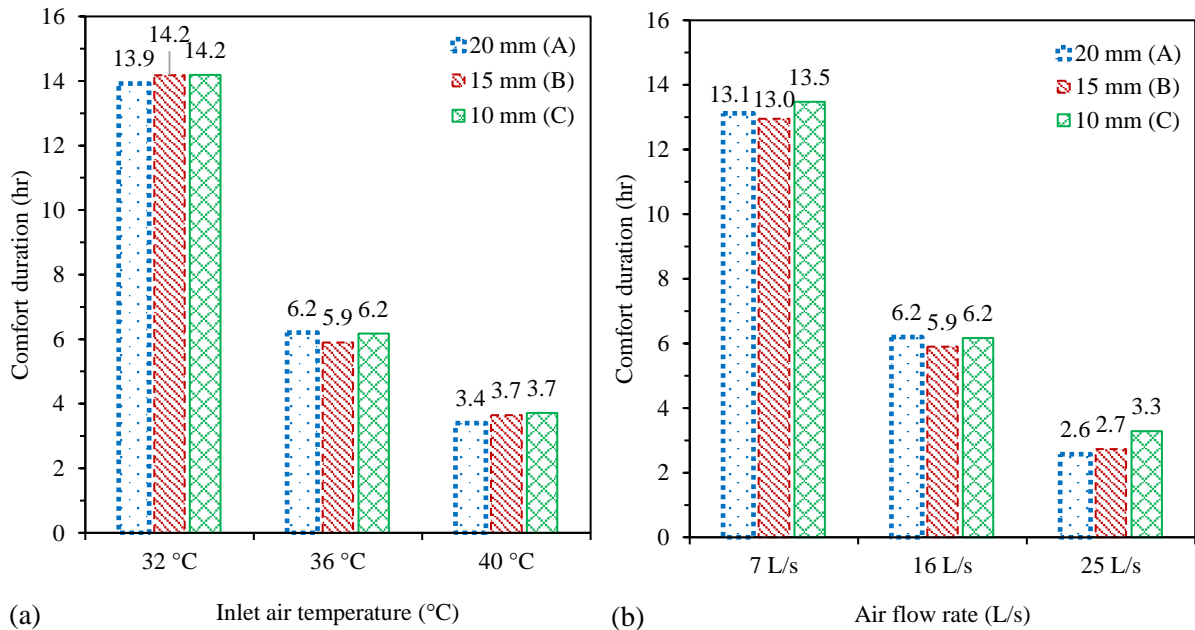 16
14
12
10
8
6
4
2
0
Comfort duration (hr)
13.9
14.2
14.2
6.2
5.9
6.2
3.4
3.7
3.7
20 mm (A)
15 mm (B)
10 mm (C)
32 °C
36 °C
40 °C
(a)
Inlet air temperature (°C)
16
14
12
10
8
6
4
2
0
Comfort duration (hr)
13.1
13.0
13.5
6.2
5.9
6.2
2.6
2.7
3.3
20 mm (A)
15 mm (B)
10 mm (C)
7 L/s
16 L/s
25 L/s
(b)
Air flow rate (L/s)